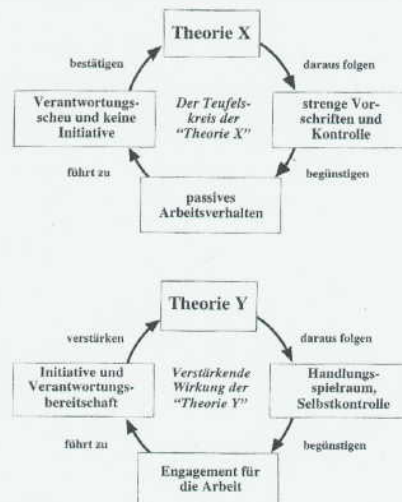 Theorie X
bestätigen
daraus folgen
Verantwortungs-
scheu und keine
Initiative
Der Teufels-
kreis der
"Theorie X"
strenge Vor-
schriften und
Kontrolle
führt zu
begünstigen
passives
Arbeitsverhalten
Theorie Y
verstärken
daraus folgen
Initiative und
Verantwortungs-
bereitschaft
Verstärkende
Wirkung der
"Theorie Y"
Handlungs-
spielraum,
Selbstkontrolle
führt zu
begünstigen
Engagement für
die Arbeit